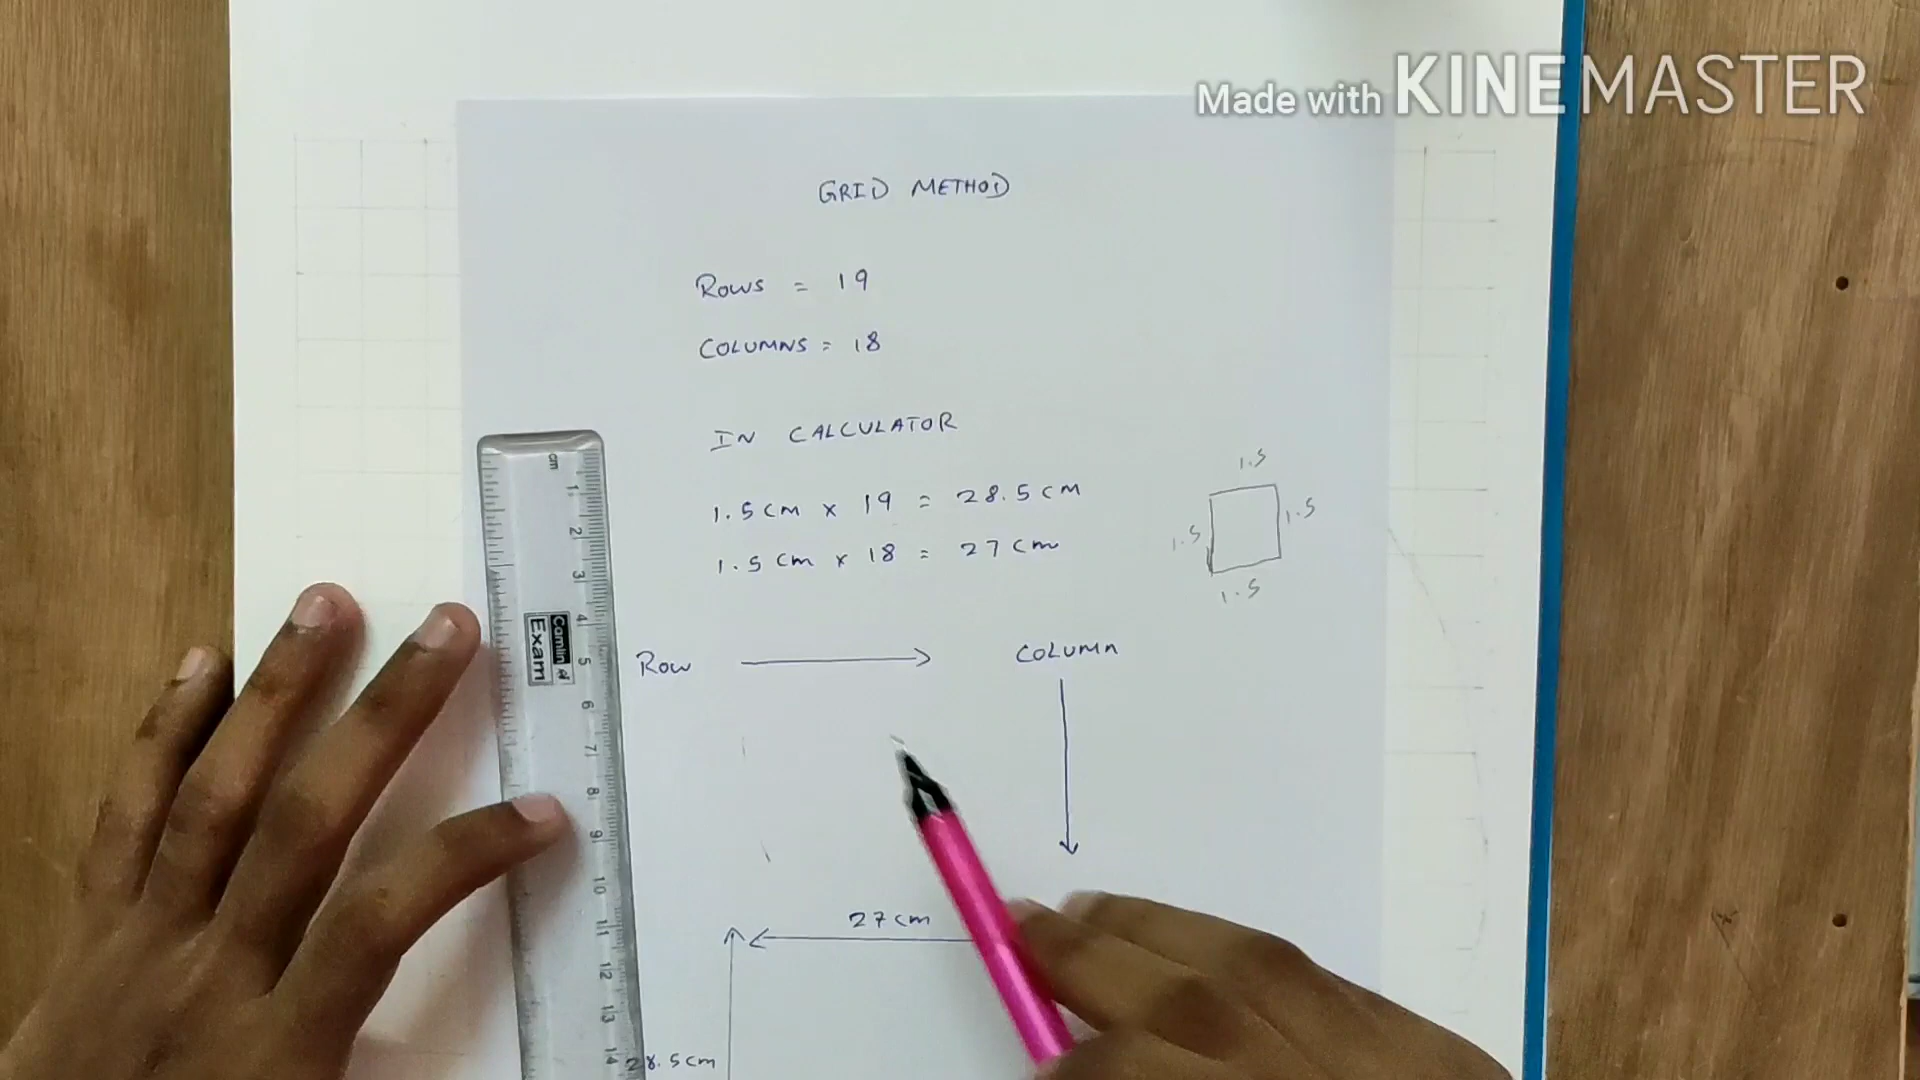 Made with KINEMASTER
GRID METHOD
ROWS = 19
COLUMNS = 18
IN CALCULATOR
1.5 cm x 19 = 28.5 cm
1.5 cm x 18 = 27 cm
1.5
1.5
1.5
1.5
ROW
COLUMN
27 cm
28.5 cm
cm
1
2
3
4
5
6
7
8
9
10
11
12
13
14
Camlin
Exam